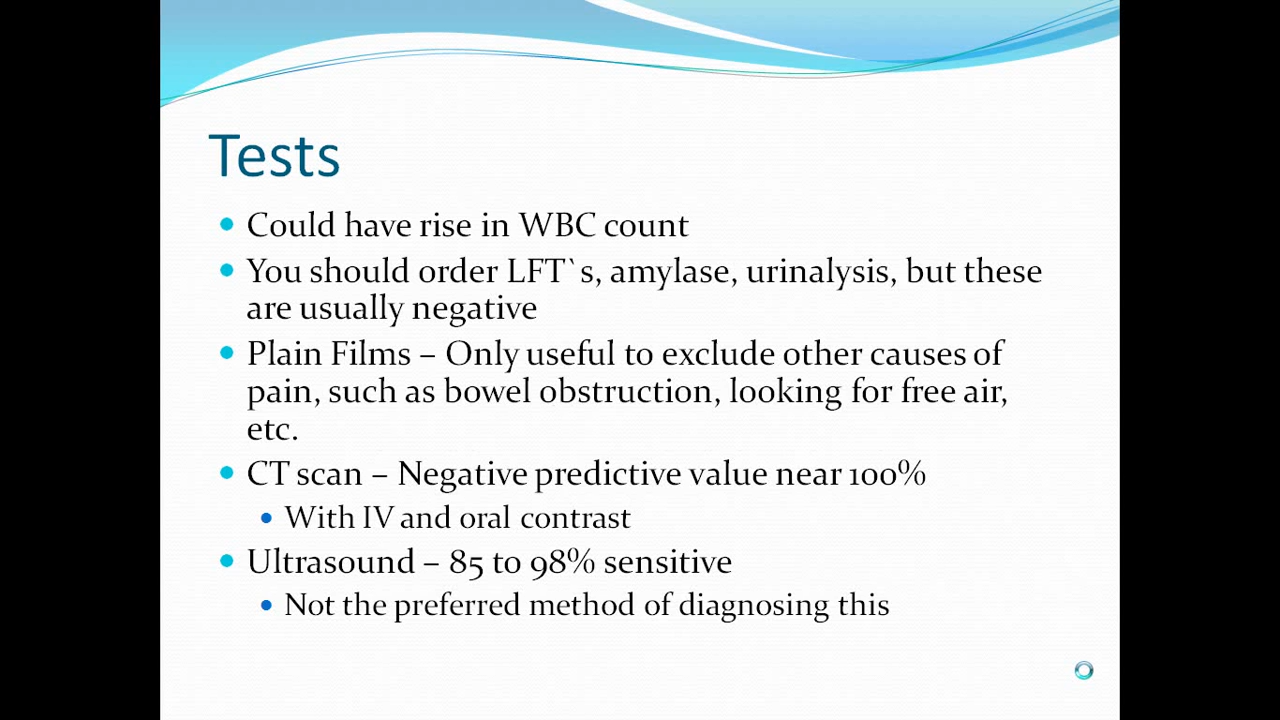 Tests
• Could have rise in WBC count
• You should order LFT`s, amylase, urinalysis, but these
are usually negative
• Plain Films – Only useful to exclude other causes of
pain, such as bowel obstruction, looking for free air,
etc.
• CT scan – Negative predictive value near 100%
• With IV and oral contrast
• Ultrasound – 85 to 98% sensitive
• Not the preferred method of diagnosing this